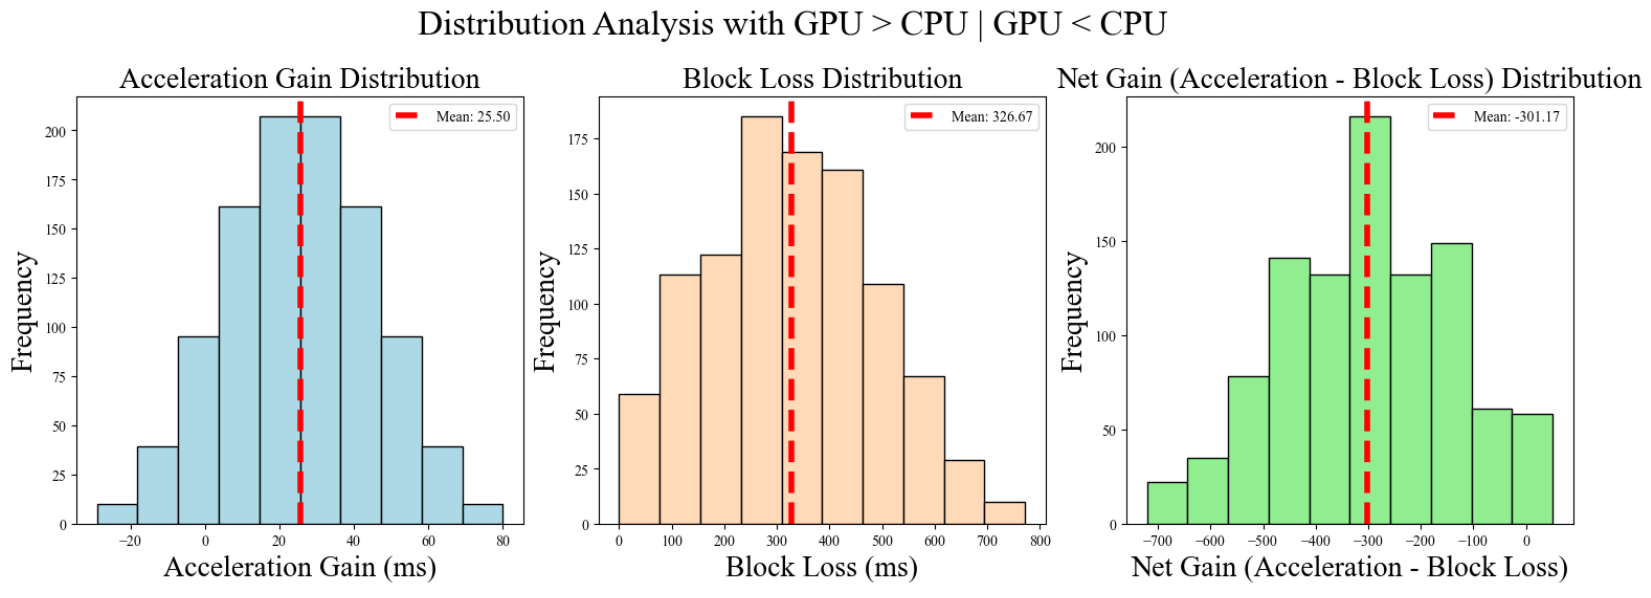 Distribution Analysis with GPU > CPU | GPU < CPU
Acceleration Gain Distribution
Mean: 25.50
Frequency
200
175
150
125
100
75
50
25
0
−20 0 20 40 60 80
Acceleration Gain (ms)
Block Loss Distribution
Mean: 326.67
Frequency
175
150
125
100
75
50
25
0
0 100 200 300 400 500 600 700 800
Block Loss (ms)
Net Gain (Acceleration - Block Loss) Distribution
Mean: -301.17
Frequency
200
150
100
50
0
−700 −600 −500 −400 −300 −200 −100 0
Net Gain (Acceleration - Block Loss)